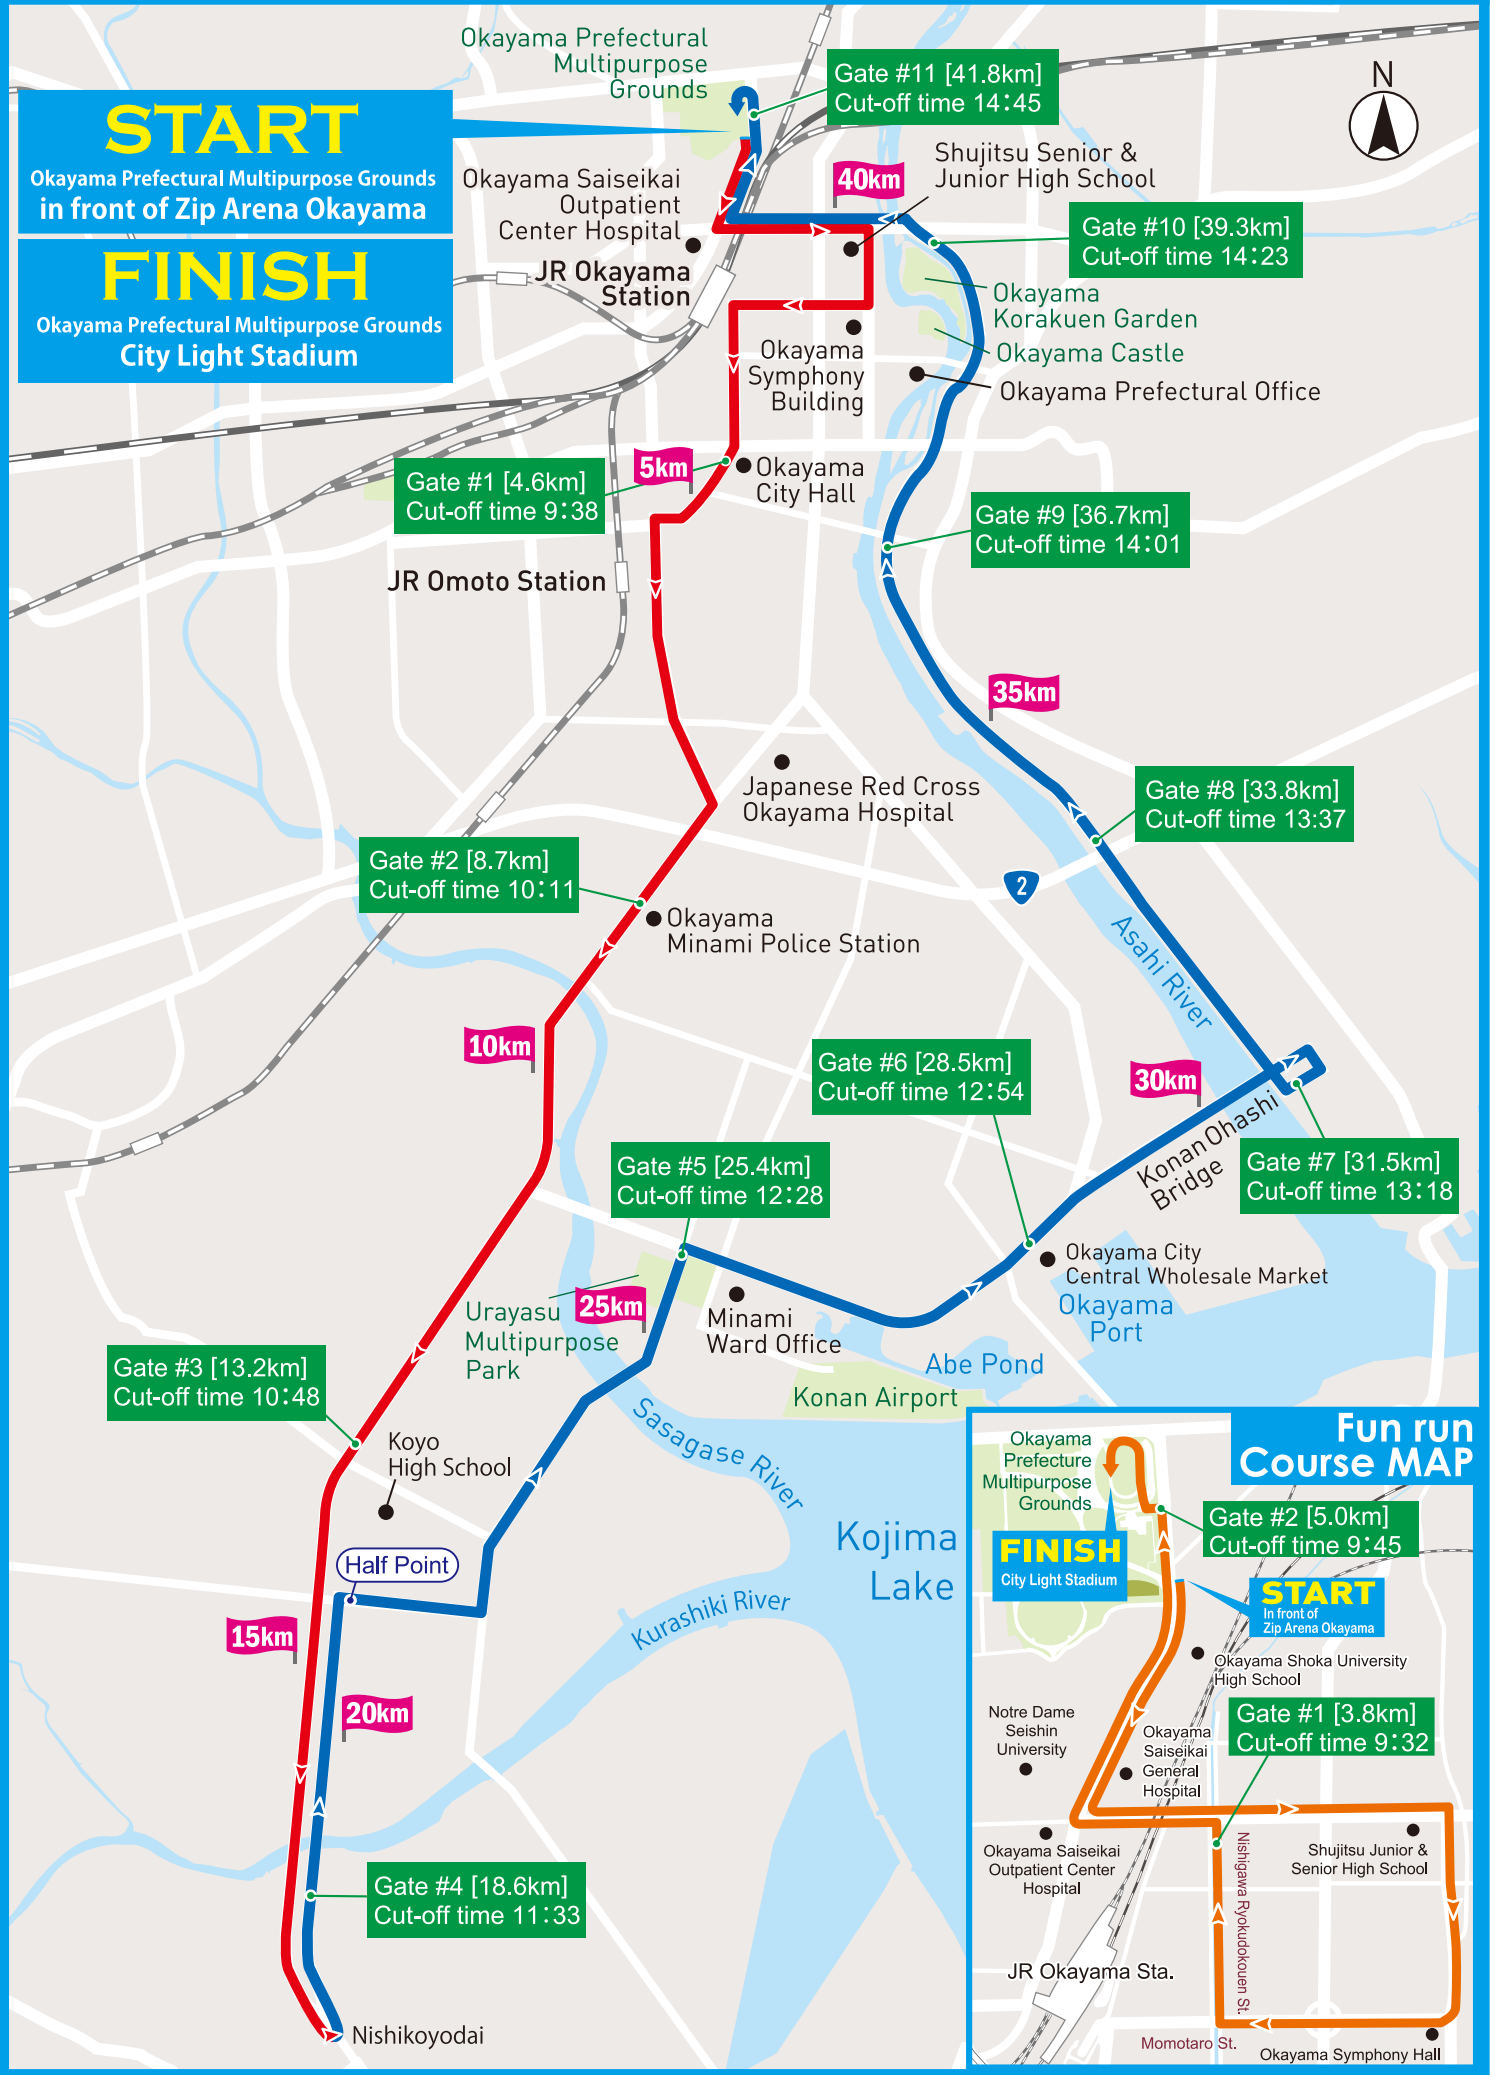 Okayama Prefectural
Multipurpose
Grounds
START
Okayama Prefectural Multipurpose Grounds
in front of Zip Arena Okayama
FINISH
Okayama Prefectural Multipurpose Grounds
City Light Stadium
Gate #11 [41.8km]
Cut-off time 14:45
N
Shujitsu Senior &
Junior High School
40km
Okayama Saiseikai
Outpatient
Center Hospital
JR Okayama
Station
Gate #10 [39.3km]
Cut-off time 14:23
Okayama
Korakuen Garden
Okayama Castle
Okayama
Symphony
Building
Okayama Prefectural Office
5km
Okayama
City Hall
Gate #1 [4.6km]
Cut-off time 9:38
Gate #9 [36.7km]
Cut-off time 14:01
JR Omoto Station
35km
Japanese Red Cross
Okayama Hospital
Gate #8 [33.8km]
Cut-off time 13:37
Gate #2 [8.7km]
Cut-off time 10:11
2
Okayama
Minami Police Station
Asahi River
10km
Gate #6 [28.5km]
Cut-off time 12:54
30km
Konan Ohashi
Bridge
Gate #5 [25.4km]
Cut-off time 12:28
Gate #7 [31.5km]
Cut-off time 13:18
Okayama City
Central Wholesale Market
Okayama
Port
25km
Urayasu
Multipurpose
Park
Minami
Ward Office
Abe Pond
Konan Airport
Gate #3 [13.2km]
Cut-off time 10:48
Koyo
High School
Sasagase River
Kojima
Lake
Half Point
Kurashiki River
15km
20km
Gate #4 [18.6km]
Cut-off time 11:33
Nishikoyodai
Fun run
Course MAP
Okayama
Prefecture
Multipurpose
Grounds
Gate #2 [5.0km]
Cut-off time 9:45
FINISH
City Light Stadium
START
In front of
Zip Arena Okayama
Okayama Shoka University
High School
Gate #1 [3.8km]
Cut-off time 9:32
Notre Dame
Seishin
University
Okayama
Saiseikai
General
Hospital
Okayama Saiseikai
Outpatient Center
Hospital
Nishigawa Ryokudokouen St.
Shujitsu Junior &
Senior High School
JR Okayama Sta.
Momotaro St.
Okayama Symphony Hall